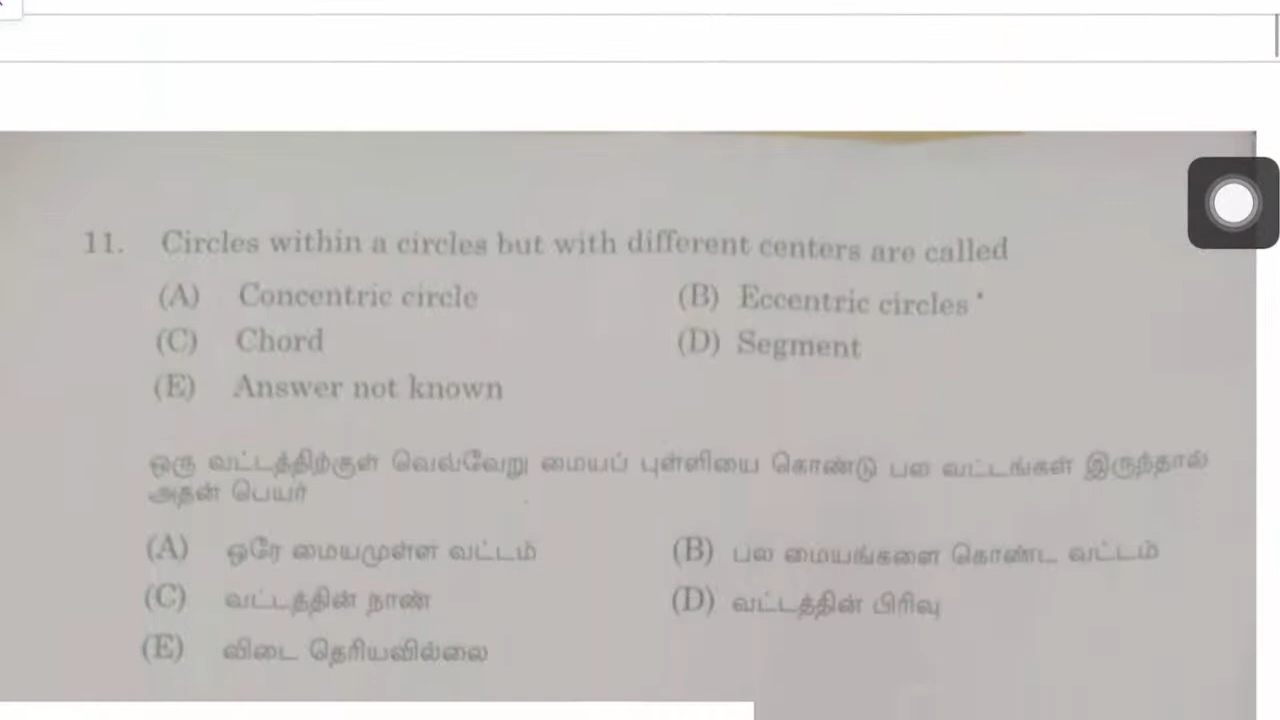 11. Circles within a circles but with different centers are called
(A) Concentric circle (B) Eccentric circles
(C) Chord (D) Segment
(E) Answer not known
ஒரு வட்டத்திற்குள் வெவ்வேறு மையப் புள்ளியை கொண்டு பல வட்டங்கள் இருந்தால்
அதன் பெயர்
(A) ஒரே மையமுள்ள வட்டம் (B) பல மையங்களை கொண்ட வட்டம்
(C) வட்டத்தின் நாண் (D) வட்டத்தின் பிரிவு
(E) விடை தெரியவில்லை